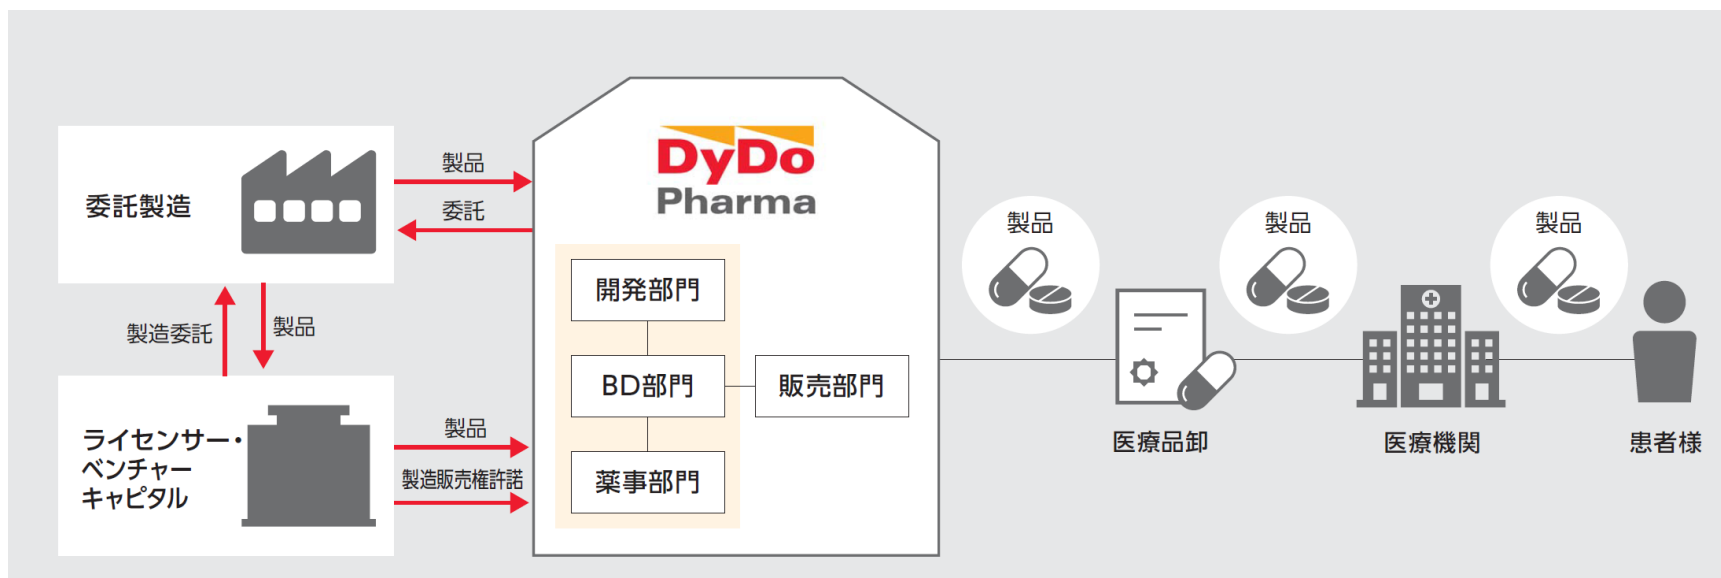 委託製造
製品
委託
製造委託
製品
ライセンサー・
ベンチャー
キャピタル
製品
製造販売権許諾
DyDo
Pharma
開発部門
BD部門
薬事部門
販売部門
製品
医療品卸
製品
医療機関
製品
患者様